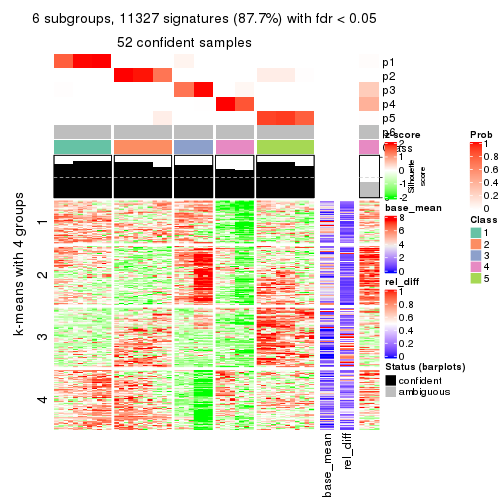 6 subgroups, 11327 signatures (87.7%) with fdr < 0.05
52 confident samples
p1
p2
p3
p4
p5
p6
Class
z-score
2
1
0
-1
-2
Silhouette
score
Prob
1
0.8
0.6
0.4
0.2
0
base_mean
8
6
4
2
0
Class
1
2
3
4
5
rel_diff
1
0.8
0.6
0.4
0.2
0
Status (barplots)
confident
ambiguous
k-means with 4 groups
1
2
3
4
base_mean
rel_diff